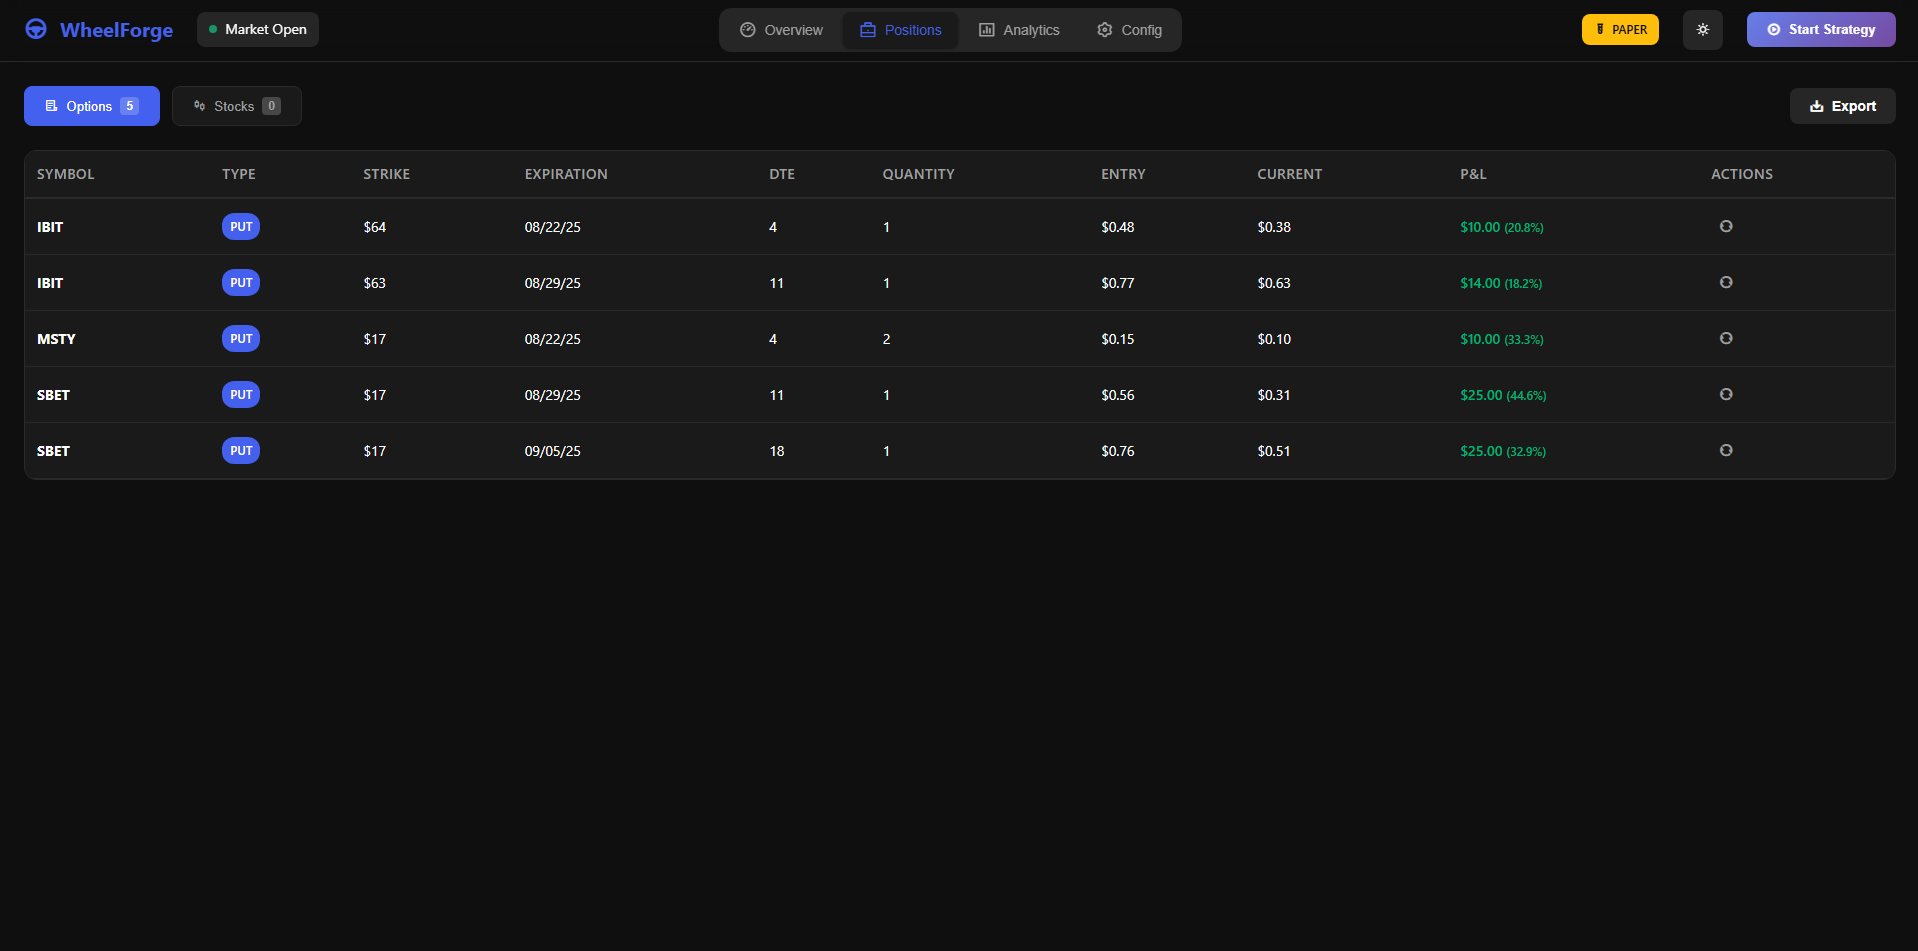 WheelForge Market Open Overview Positions Analytics Config PAPER Start Strategy
Options 5 Stocks 0 Export
SYMBOL TYPE STRIKE EXPIRATION DTE QUANTITY ENTRY CURRENT P&L ACTIONS
IBIT PUT $64 08/22/25 4 1 $0.48 $0.38 $10.00 (20.8%)
IBIT PUT $63 08/29/25 11 1 $0.77 $0.63 $14.00 (18.2%)
MSTY PUT $17 08/22/25 4 2 $0.15 $0.10 $10.00 (33.3%)
SBET PUT $17 08/29/25 11 1 $0.56 $0.31 $25.00 (44.6%)
SBET PUT $17 09/05/25 18 1 $0.76 $0.51 $25.00 (32.9%)